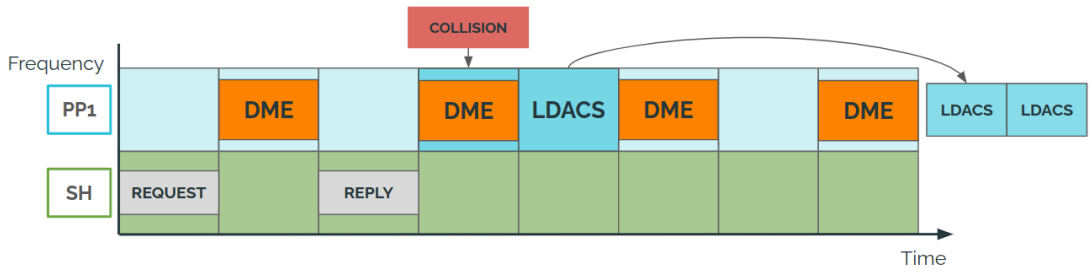 COLLISION
Frequency
PP1
DME
DME
LDACS
DME
DME
LDACS
LDACS
SH
REQUEST
REPLY
Time